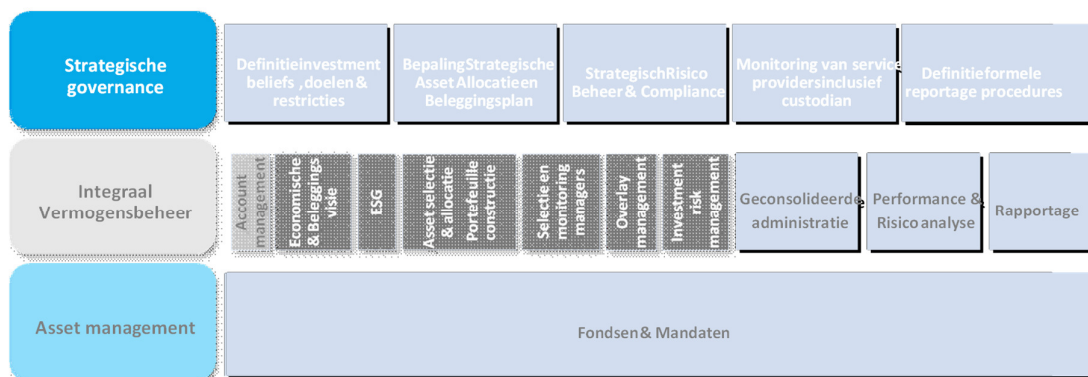 Strategische
governance
Definitieinvestment
beliefs ,doelen &
restricties
BepalingStrategische
Asset Allocatieen
Beleggingsplan
StrategischRisico
Beheer & Compliance
Monitoring van service
providersinclusief
custodian
Definitieformele
reportage procedures
Integraal
Vermogensbeheer
Account
management
Economische
& Beleggings
visie
ESG
Asset selectie
& allocatie
Portefeuille
constructie
Selectie en
monitoring
managers
Overlay
management
Investment
risk
management
Geconsolideerde
administratie
Performance &
Risico analyse
Rapportage
Asset management
Fondsen & Mandaten